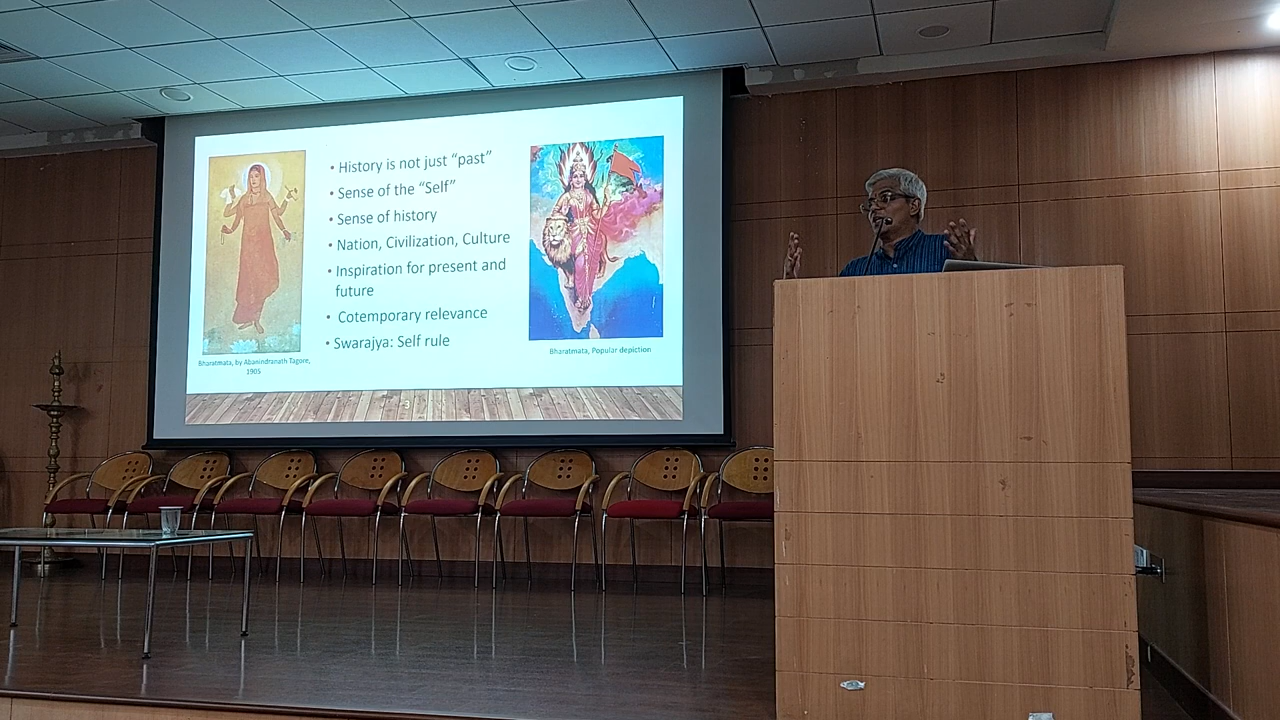 • History is not just “past”
• Sense of the “Self”
• Sense of history
• Nation, Civilization, Culture
• Inspiration for present and
future
• Cotemporary relevance
• Swarajya: Self rule
Bharatmata, by Abanindranath Tagore,
1905
Bharatmata, Popular depiction